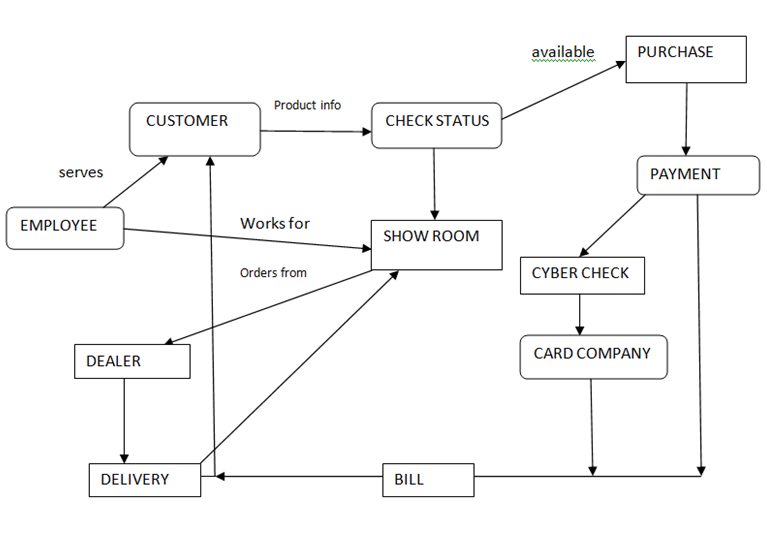 available
PURCHASE
Product info
CUSTOMER
CHECK STATUS
serves
PAYMENT
EMPLOYEE
Works for
SHOW ROOM
Orders from
CYBER CHECK
DEALER
CARD COMPANY
DELIVERY
BILL